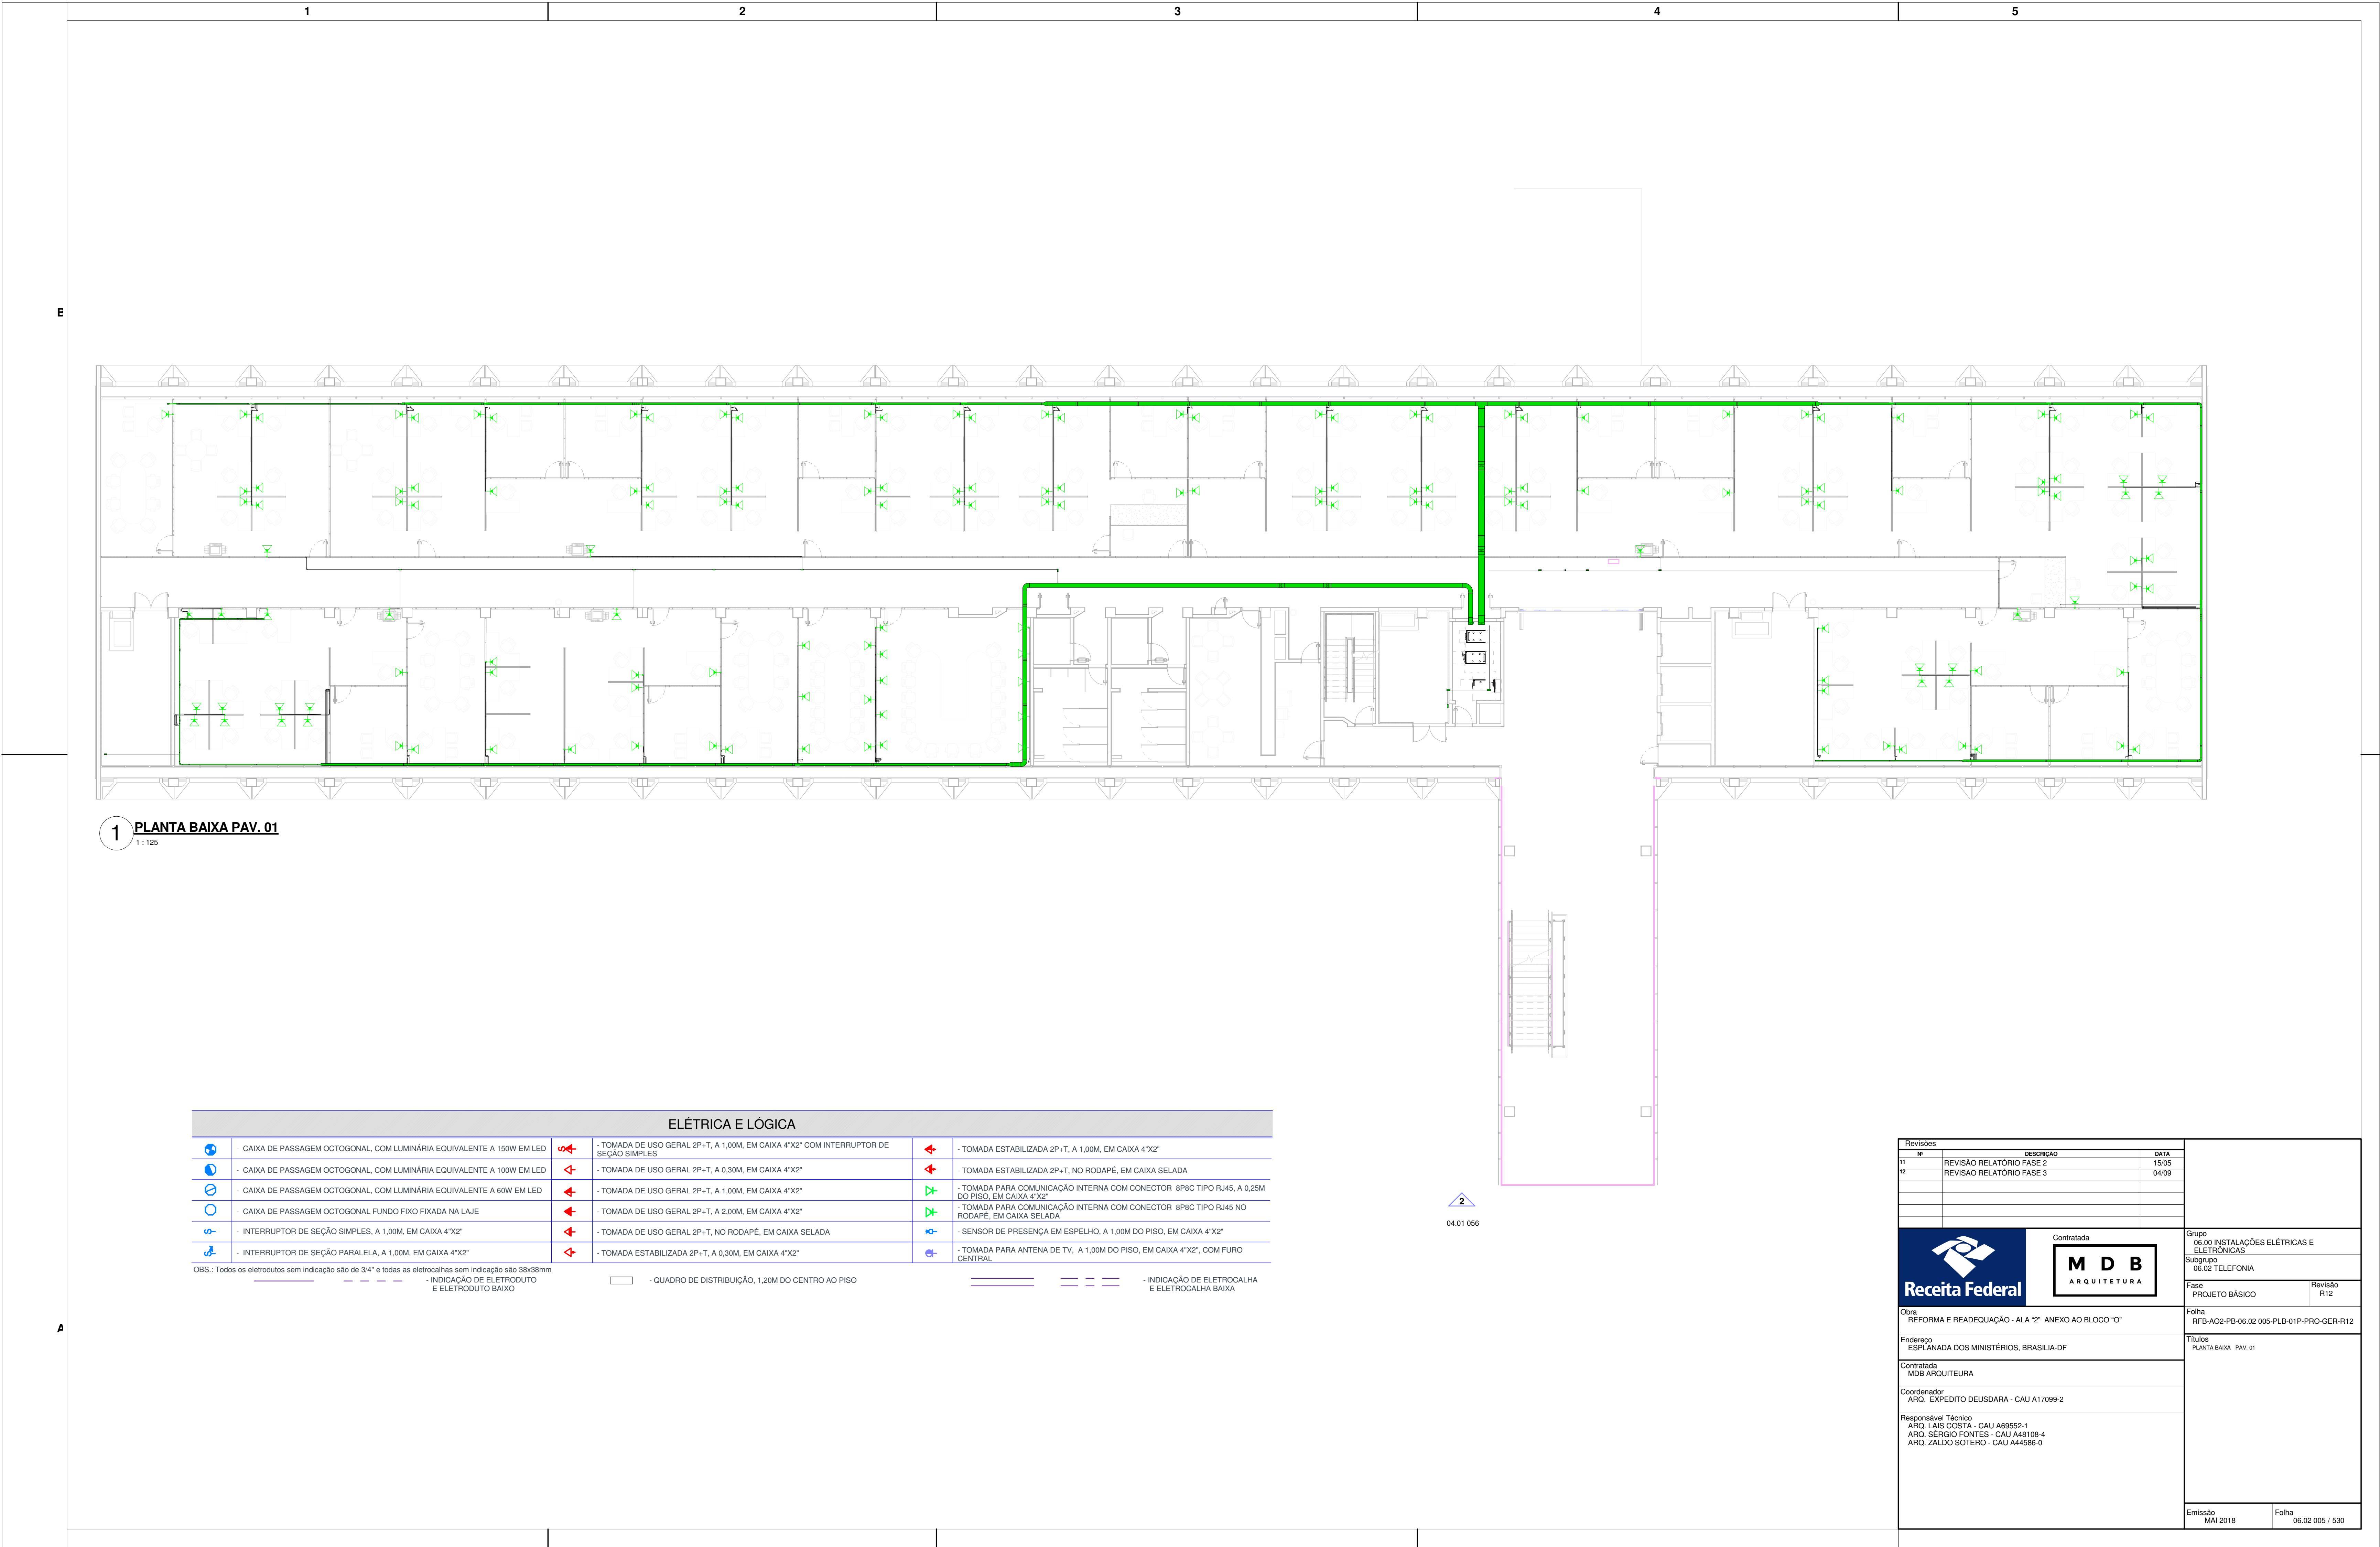 1 2 3 4 5
B
A
1 PLANTA BAIXA PAV. 01
1 : 125
2
04.01 056
ELÉTRICA E LÓGICA
- CAIXA DE PASSAGEM OCTOGONAL, COM LUMINÁRIA EQUIVALENTE A 150W EM LED
- CAIXA DE PASSAGEM OCTOGONAL, COM LUMINÁRIA EQUIVALENTE A 100W EM LED
- CAIXA DE PASSAGEM OCTOGONAL, COM LUMINÁRIA EQUIVALENTE A 60W EM LED
- CAIXA DE PASSAGEM OCTOGONAL FUNDO FIXO FIXADA NA LAJE
- INTERRUPTOR DE SEÇÃO SIMPLES, A 1,00M, EM CAIXA 4"X2"
- INTERRUPTOR DE SEÇÃO PARALELA, A 1,00M, EM CAIXA 4"X2"
- TOMADA DE USO GERAL 2P+T, A 1,00M, EM CAIXA 4"X2" COM INTERRUPTOR DE
SEÇÃO SIMPLES
- TOMADA DE USO GERAL 2P+T, A 0,30M, EM CAIXA 4"X2"
- TOMADA DE USO GERAL 2P+T, A 1,00M, EM CAIXA 4"X2"
- TOMADA DE USO GERAL 2P+T, A 2,00M, EM CAIXA 4"X2"
- TOMADA DE USO GERAL 2P+T, NO RODAPÉ, EM CAIXA SELADA
- TOMADA ESTABILIZADA 2P+T, A 0,30M, EM CAIXA 4"X2"
- TOMADA ESTABILIZADA 2P+T, A 1,00M, EM CAIXA 4"X2"
- TOMADA ESTABILIZADA 2P+T, NO RODAPÉ, EM CAIXA SELADA
- TOMADA PARA COMUNICAÇÃO INTERNA COM CONECTOR 8P8C TIPO RJ45, A 0,25M
DO PISO, EM CAIXA 4"X2"
- TOMADA PARA COMUNICAÇÃO INTERNA COM CONECTOR 8P8C TIPO RJ45 NO
RODAPÉ, EM CAIXA SELADA
- SENSOR DE PRESENÇA EM ESPELHO, A 1,00M DO PISO, EM CAIXA 4"X2"
- TOMADA PARA ANTENA DE TV, A 1,00M DO PISO, EM CAIXA 4"X2", COM FURO
CENTRAL
OBS.: Todos os eletrodutos sem indicação são de 3/4" e todas as eletrocalhas sem indicação são 38x38mm
- INDICAÇÃO DE ELETRODUTO
E ELETRODUTO BAIXO
- QUADRO DE DISTRIBUIÇÃO, 1,20M DO CENTRO AO PISO
- INDICAÇÃO DE ELETROCALHA
E ELETROCALHA BAIXA
Revisões
Nº DESCRIÇÃO DATA
11 REVISÃO RELATÓRIO FASE 2 15/05
12 REVISÃO RELATÓRIO FASE 3 04/09
Receita Federal
Contratada
MDB
ARQUITETURA
Grupo
06.00 INSTALAÇÕES ELÉTRICAS E
ELETRÔNICAS
Subgrupo
06.02 TELEFONIA
Fase
PROJETO BÁSICO
Revisão
R12
Obra
REFORMA E READEQUAÇÃO - ALA “2” ANEXO AO BLOCO “O”
Folha
RFB-AO2-PB-06.02 005-PLB-01P-PRO-GER-R12
Endereço
ESPLANADA DOS MINISTÉRIOS, BRASILIA-DF
Títulos
PLANTA BAIXA PAV. 01
Contratada
MDB ARQUITEURA
Coordenador
ARQ. EXPEDITO DEUSDARA - CAU A17099-2
Responsável Técnico
ARQ. LAIS COSTA - CAU A69552-1
ARQ. SÉRGIO FONTES - CAU A48108-4
ARQ. ZALDO SOTERO - CAU A44586-0
Emissão
MAI 2018
Folha
06.02 005 / 530